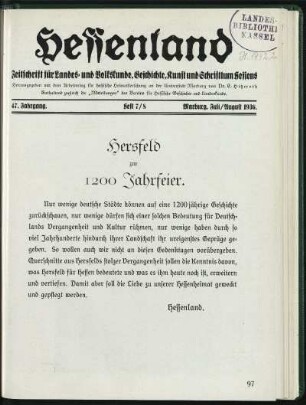 Hessenland
LANDES-
BIBLIOTHEK
KASSEL
Zeitschrift für Landes- und Volkskunde, Geschichte, Kunst und Schrifttum Hessens
47. Jahrgang. Heft 7/8 Marburg, Juli/August 1936.
Hersfeld
zur
1200 Jahrfeier.
Nur wenige deutsche Städte können auf eine 1200jährige Geschichte
zurückschauen, nur wenige dürfen sich einer solchen Bedeutung für Deutsch-
lands Vergangenheit und Kultur rühmen, nur wenige haben durch so
viel Jahrhunderte hindurch ihrer Landschaft ihr ureigenstes Gepräge gege-
ben. So wollen auch wir nicht an diesen Gedenktagen vorübergehen.
Querschnitte aus Hersfelds stolzer Vergangenheit sollen die Kenntnis davon,
was Hersfeld für Hessen bedeutete und was es ihm heute noch ist, erweitern
und vertiefen. Damit aber soll die Liebe zu unserer Hessenheimat geweckt
und gepflegt werden.
Hessenland.
97